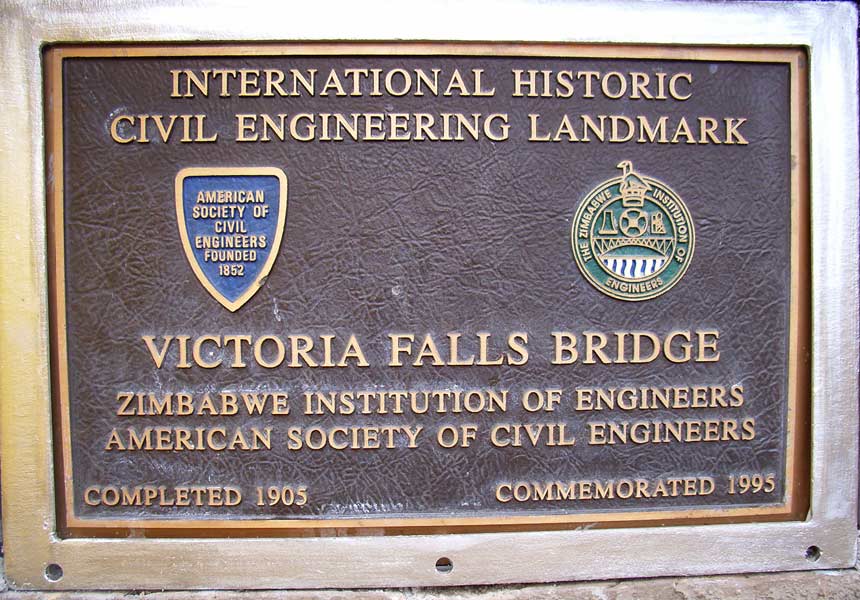 INTERNATIONAL HISTORIC
CIVIL ENGINEERING LANDMARK
AMERICAN
SOCIETY OF
CIVIL
ENGINEERS
FOUNDED
1852
THE ZIMBABWE INSTITUTION OF
ENGINEERS
VICTORIA FALLS BRIDGE
ZIMBABWE INSTITUTION OF ENGINEERS
AMERICAN SOCIETY OF CIVIL ENGINEERS
COMPLETED 1905
COMMEMORATED 1995